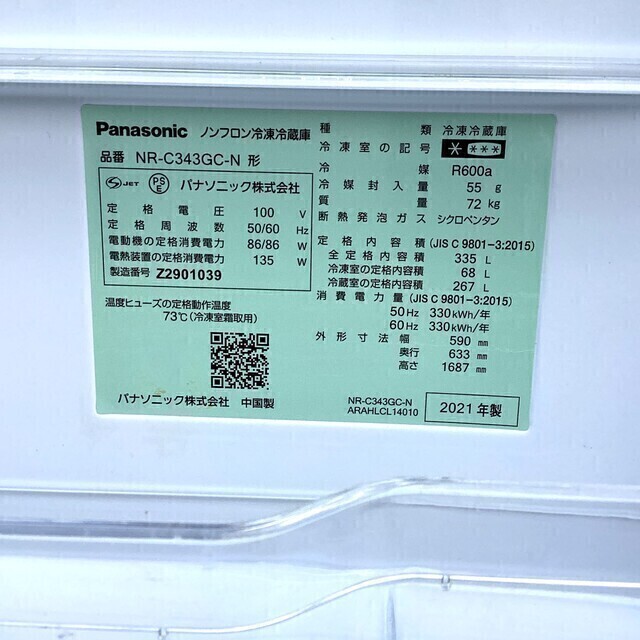 Panasonic ノンフロン冷凍冷蔵庫
品番 NR-C343GC-N 形
S JET PSE パナソニック株式会社
定格電圧 100 V
定格周波数 50/60 Hz
電動機の定格消費電力 86/86 W
電熱装置の定格消費電力 135 W
製造番号 Z2901039
温度ヒューズの定格動作温度
73℃(冷凍室霜取用)
パナソニック株式会社 中国製
種類 冷凍冷蔵庫
冷凍室の記号 * ***
冷媒 R600a
冷媒封入量 55 g
質量 72 kg
断熱発泡ガス シクロペンタン
定格内容積 (JIS C 9801-3:2015)
全定格内容積 335 L
冷凍室の定格内容積 68 L
冷蔵室の定格内容積 267 L
消費電力量 (JIS C 9801-3:2015)
50Hz 330kWh/年
60Hz 330kWh/年
外形寸法 幅 590 mm
奥行 633 mm
高さ 1687 mm
NR-C343GC-N
ARAHLCL14010
2021年製